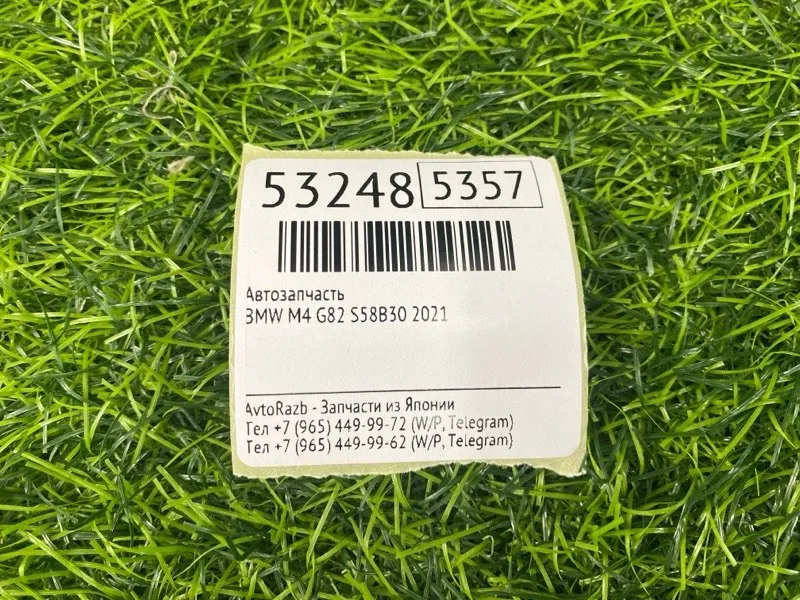 53248 5357
Автозапчасть
BMW M4 G82 S58B30 2021
AvtoRazb - Запчасти из Японии
Тел +7 (965) 449-99-72 (W/P, Telegram)
Тел +7 (965) 449-99-62 (W/P, Telegram)